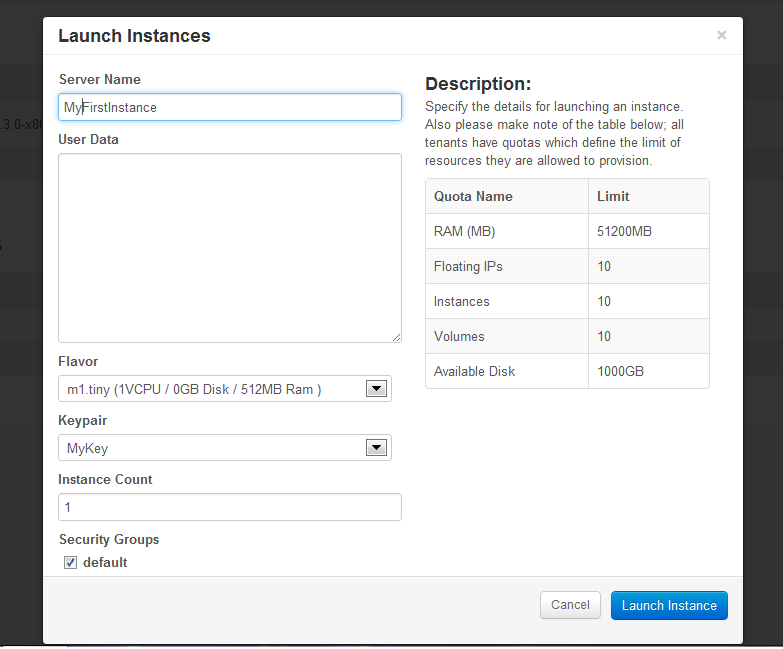 Launch Instances
×
Server Name
MyFirstInstance
User Data
Flavor
m1.tiny (1VCPU / 0GB Disk / 512MB Ram )
Keypair
MyKey
Instance Count
1
Security Groups
default
Description:
Specify the details for launching an instance.
Also please make note of the table below; all
tenants have quotas which define the limit of
resources they are allowed to provision.
Quota Name Limit
RAM (MB) 51200MB
Floating IPs 10
Instances 10
Volumes 10
Available Disk 1000GB
Cancel Launch Instance
.3.0-x86